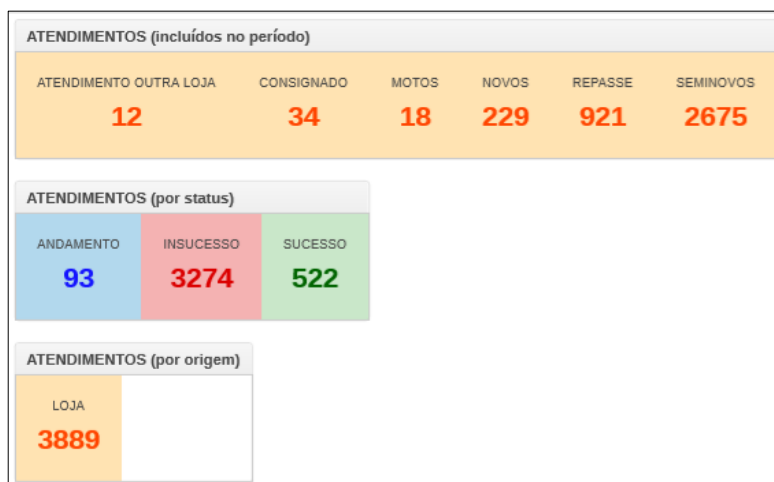 ATENDIMENTOS (incluídos no período)
ATENDIMENTO OUTRA LOJA CONSIGNADO MOTOS NOVOS REPASSE SEMINOVOS
12 34 18 229 921 2675
ATENDIMENTOS (por status)
ANDAMENTO INSUCESSO SUCESSO
93 3274 522
ATENDIMENTOS (por origem)
LOJA
3889